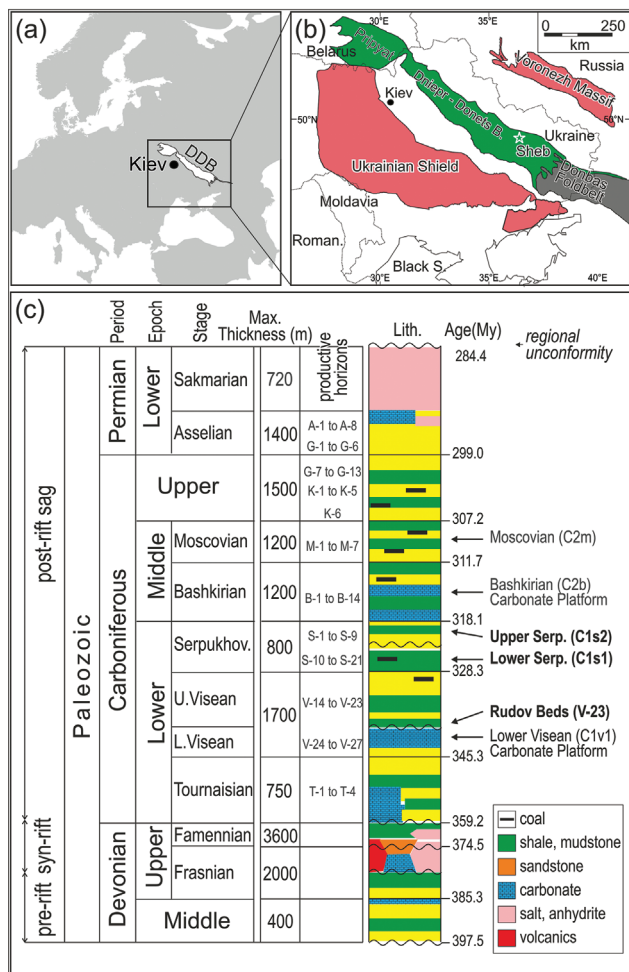 (a)
DDB
Kiev
(b)
30°E
35°E
0
250
km
Belarus
Pripyat
Voronezh Massif
Russia
Dniepr - Donets B.
Kiev
50°N
50°N
Ukraine
Sheb
Ukrainian Shield
Donbas
Foldbelt
Moldavia
Roman.
Black S.
30°E
35°E
40°E
(c)
Period
Epoch
Stage
Max.
Thickness (m)
productive
horizons
Lith.
Age(My)
regional
unconformity
284.4
Sakmarian
720
Permian
Lower
Asselian
1400
A-1 to A-8
G-1 to G-6
299.0
Upper
1500
G-7 to G-13
K-1 to K-5
K-6
307.2
post-rift sag
Paleozoic
Carboniferous
Middle
Moscovian
1200
M-1 to M-7
Moscovian (C2m)
311.7
Bashkirian
1200
B-1 to B-14
Bashkirian (C2b)
Carbonate Platform
318.1
Lower
Serpukhov.
800
S-1 to S-9
S-10 to S-21
Upper Serp. (C1s2)
Lower Serp. (C1s1)
328.3
U.Visean
1700
V-14 to V-23
Rudov Beds (V-23)
L.Visean
V-24 to V-27
Lower Visean (C1v1)
Carbonate Platform
345.3
Tournaisian
750
T-1 to T-4
359.2
syn-rift
Devonian
Upper
Famennian
3600
374.5
Frasnian
2000
385.3
pre-rift
Middle
400
397.5
coal
shale, mudstone
sandstone
carbonate
salt, anhydrite
volcanics